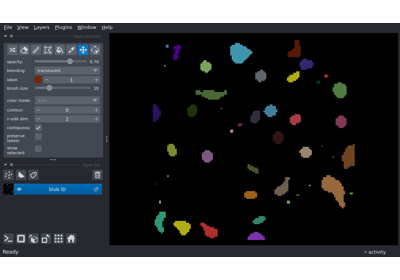 File View Layers Plugins Window Help
opacity: 0.70
blending: translucent
label: 1
brush size: 10
color mode:
contour: 0
n edit dim: 2
contiguous: ✓
preserve labels:
show selected:
blob ID
Ready
activity